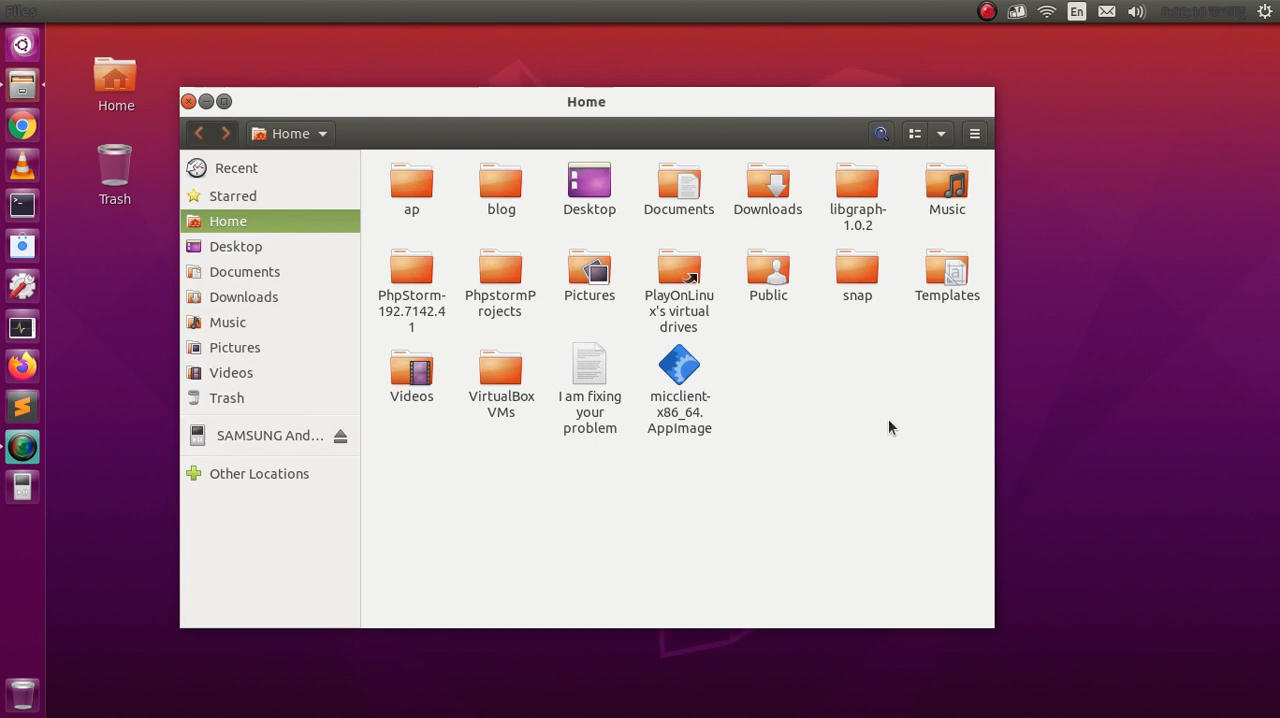 Files
En
Home
Trash
Home
Home
Recent
Starred
Home
Desktop
Documents
Downloads
Music
Pictures
Videos
Trash
SAMSUNG And...
Other Locations
ap
blog
Desktop
Documents
Downloads
libgraph-
1.0.2
Music
PhpStorm-
192.7142.4
1
PhpstormP
rojects
Pictures
PlayOnLinu
x's virtual
drives
Public
snap
Templates
Videos
VirtualBox
VMs
I am fixing
your
problem
micclient-
x86_64.
AppImage